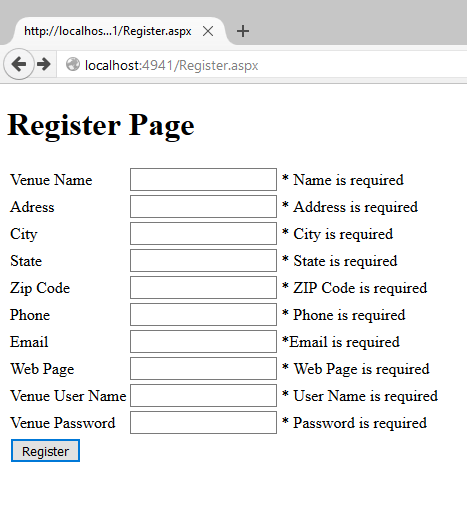 http://localhos...1/Register.aspx
localhost:4941/Register.aspx
Register Page
Venue Name * Name is required
Adress * Address is required
City * City is required
State * State is required
Zip Code * ZIP Code is required
Phone * Phone is required
Email *Email is required
Web Page * Web Page is required
Venue User Name * User Name is required
Venue Password * Password is required
Register